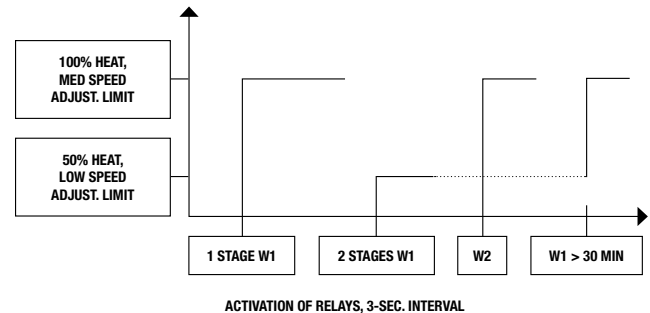 100% HEAT,
MED SPEED
ADJUST. LIMIT
50% HEAT,
LOW SPEED
ADJUST. LIMIT
1 STAGE W1
2 STAGES W1
W2
W1 > 30 MIN
ACTIVATION OF RELAYS, 3-SEC. INTERVAL